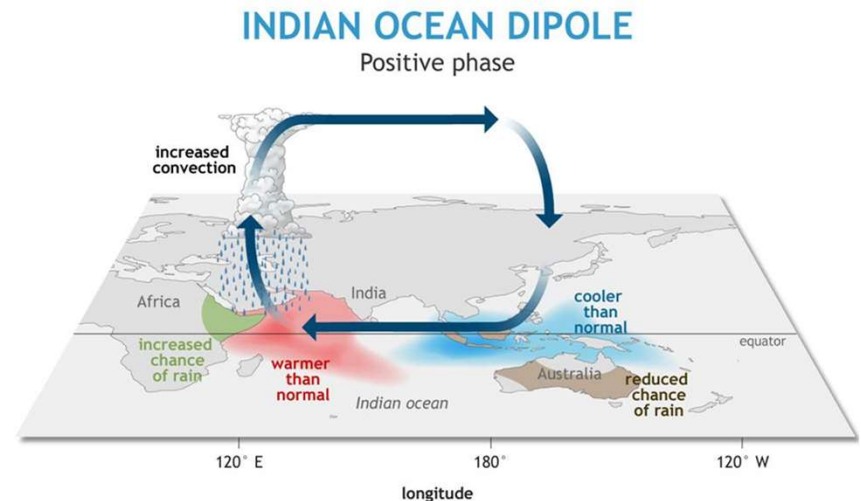 INDIAN OCEAN DIPOLE
Positive phase
increased
convection
Africa
India
cooler
than
normal
equator
increased
chance
of rain
warmer
than
normal
Australia
reduced
chance
of rain
Indian ocean
120° E
180°
120° W
longitude